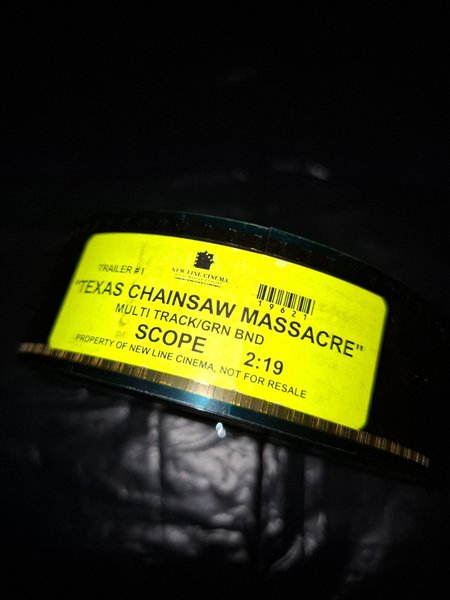 TRAILER #1
NEW LINE CINEMA
19621
"TEXAS CHAINSAW MASSACRE"
MULTI TRACK/GRN BND
SCOPE 2:19
PROPERTY OF NEW LINE CINEMA, NOT FOR RESALE